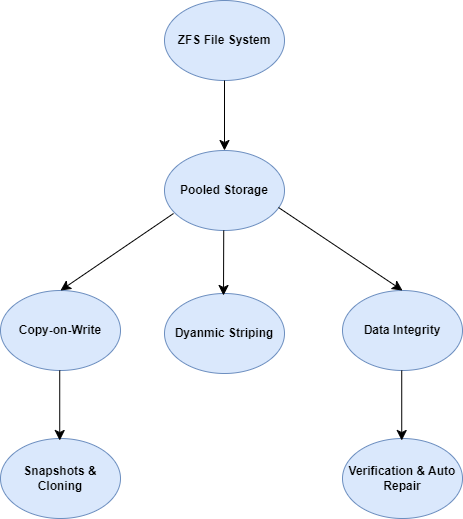 ZFS File System
Pooled Storage
Copy-on-Write
Dyanmic Striping
Data Integrity
Snapshots &
Cloning
Verification & Auto
Repair